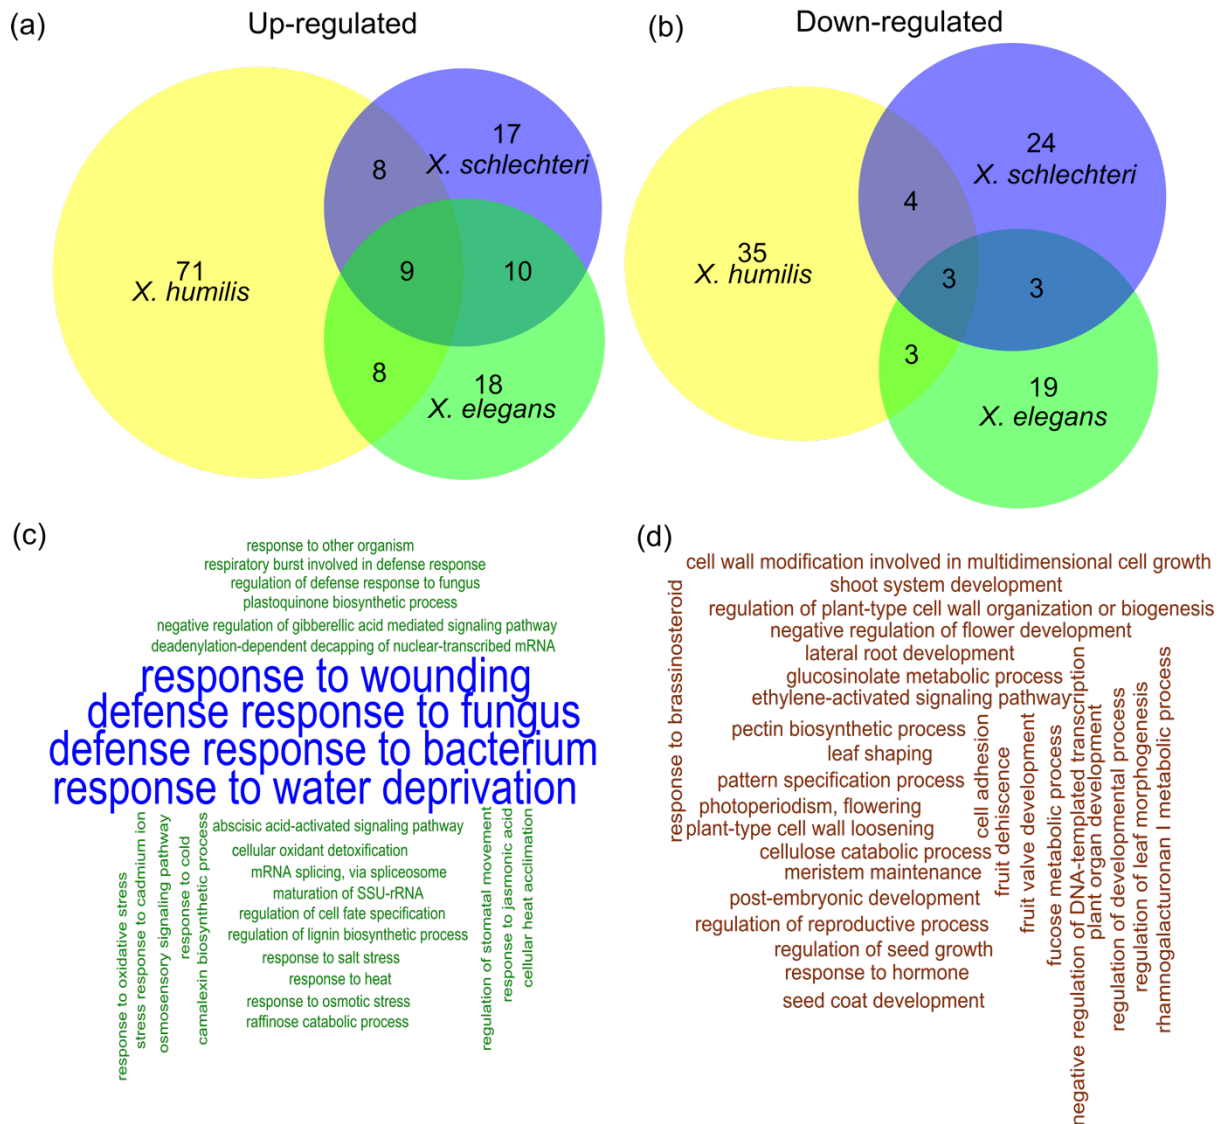 (a)
Up-regulated
17
X. schlechteri
8
71
X. humilis
9
10
8
18
X. elegans
(b)
Down-regulated
24
X. schlechteri
4
35
X. humilis
3
3
3
19
X. elegans
(c)
response to other organism
respiratory burst involved in defense response
regulation of defense response to fungus
plastoquinone biosynthetic process
negative regulation of gibberellic acid mediated signaling pathway
deadenylation-dependent decapping of nuclear-transcribed mRNA
response to wounding
defense response to fungus
defense response to bacterium
response to water deprivation
response to oxidative stress
stress response to cadmium ion
osmosensory signaling pathway
response to cold
camalexin biosynthetic process
abscisic acid-activated signaling pathway
cellular oxidant detoxification
mRNA splicing, via spliceosome
maturation of SSU-rRNA
regulation of cell fate specification
regulation of lignin biosynthetic process
response to salt stress
response to heat
response to osmotic stress
raffinose catabolic process
regulation of stomatal movement
response to jasmonic acid
cellular heat acclimation
(d)
cell wall modification involved in multidimensional cell growth
shoot system development
regulation of plant-type cell wall organization or biogenesis
negative regulation of flower development
lateral root development
glucosinolate metabolic process
ethylene-activated signaling pathway
response to brassinosteroid
pectin biosynthetic process
leaf shaping
pattern specification process
photoperiodism, flowering
plant-type cell wall loosening
cellulose catabolic process
meristem maintenance
post-embryonic development
regulation of reproductive process
regulation of seed growth
response to hormone
seed coat development
cell adhesion
fruit dehiscence
fruit valve development
fucose metabolic process
negative regulation of DNA-templated transcription
plant organ development
regulation of developmental process
regulation of leaf morphogenesis
rhamnogalacturonan I metabolic process